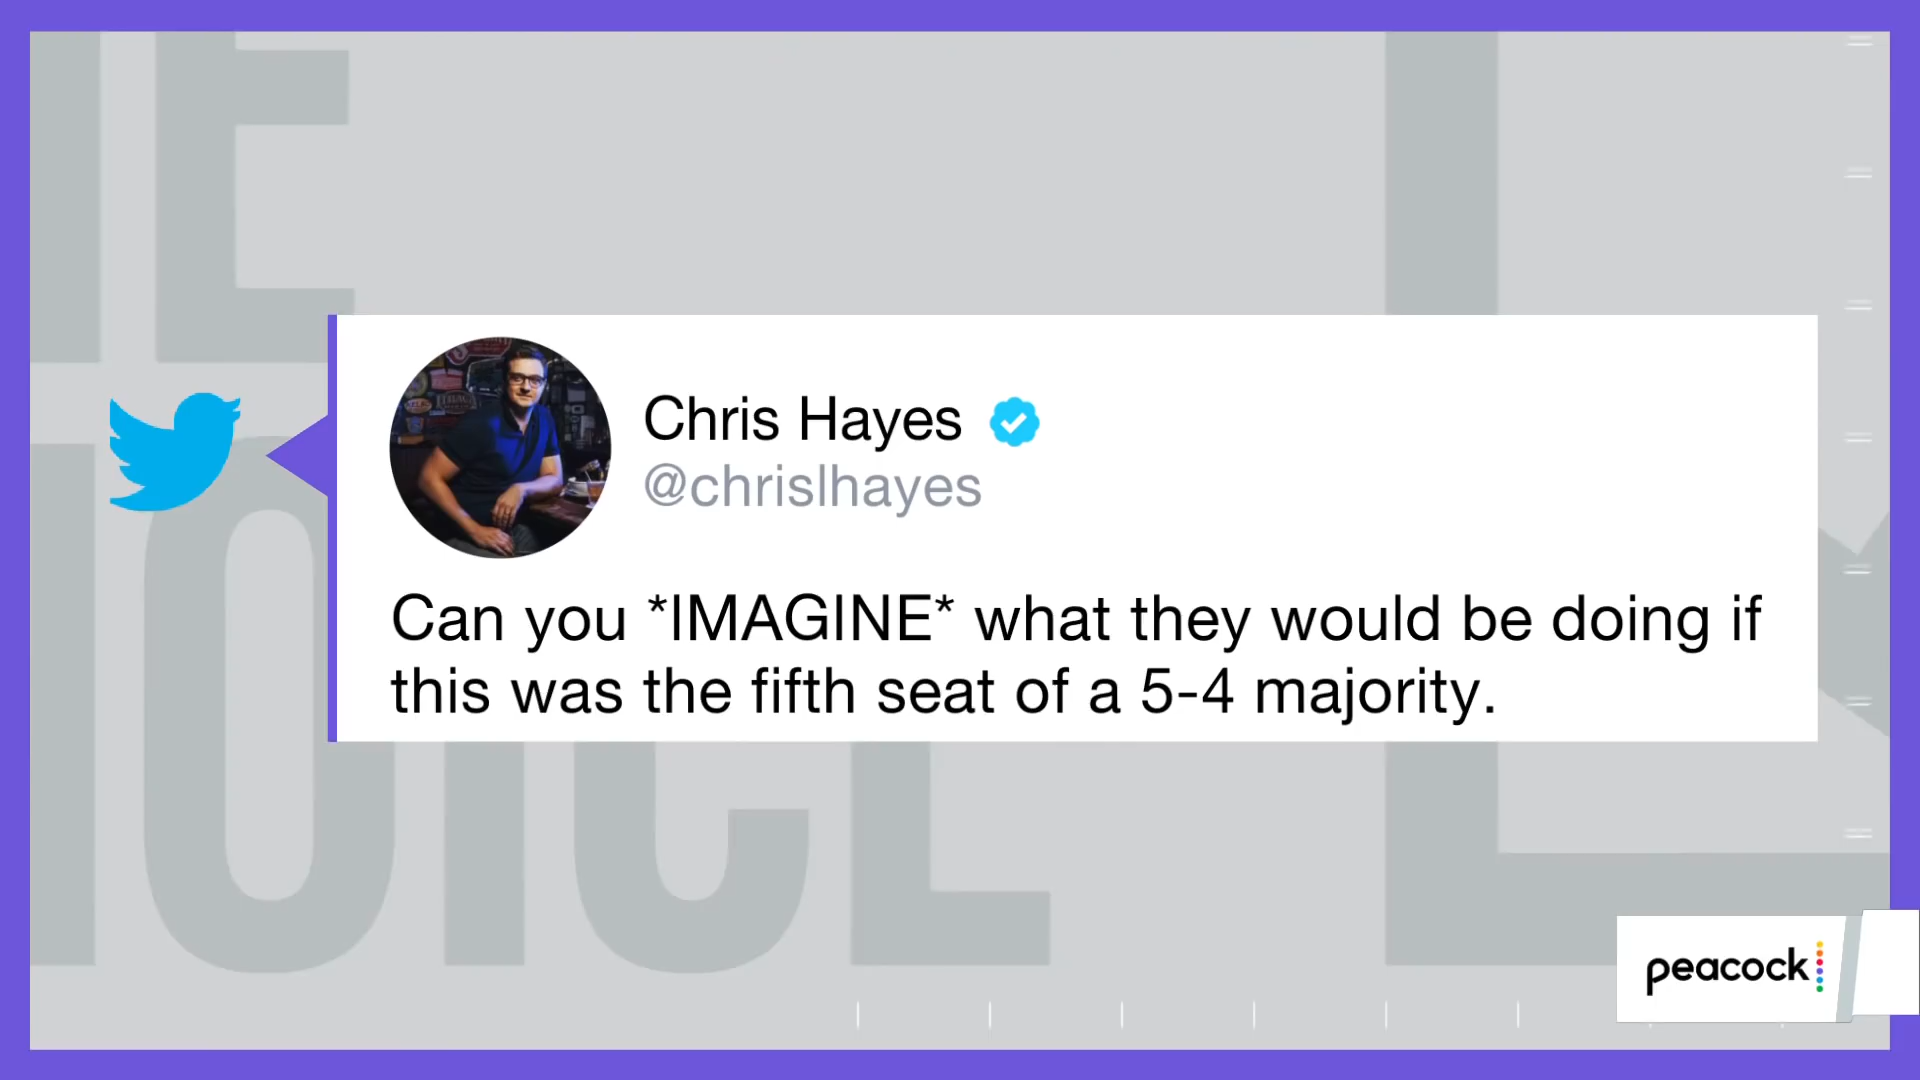 Chris Hayes
@chrislhayes
Can you *IMAGINE* what they would be doing if
this was the fifth seat of a 5-4 majority.
peacock